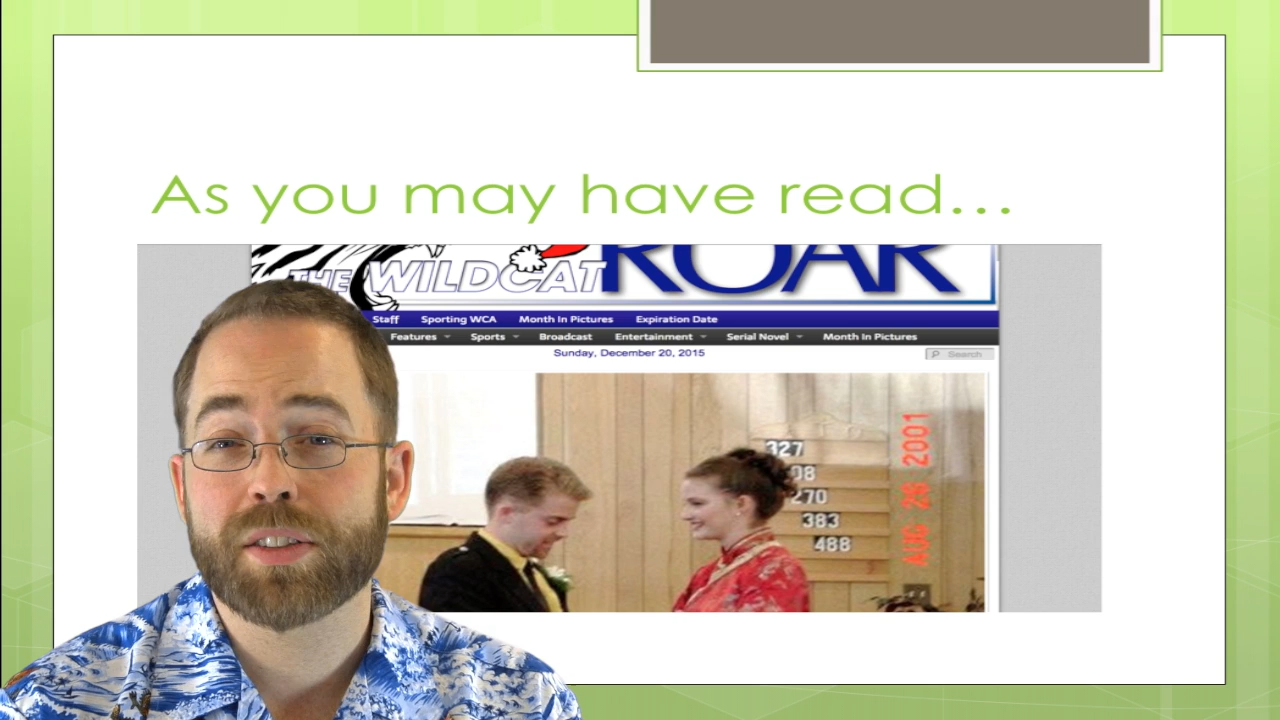 As you may have read...
THE WILDCAT ROAR
Staff Sporting WCA Month In Pictures Expiration Date
Features Sports Broadcast Entertainment Serial Novel Month In Pictures
Sunday, December 20, 2015
Search
327
08
270
383
488
AUG 26 2001